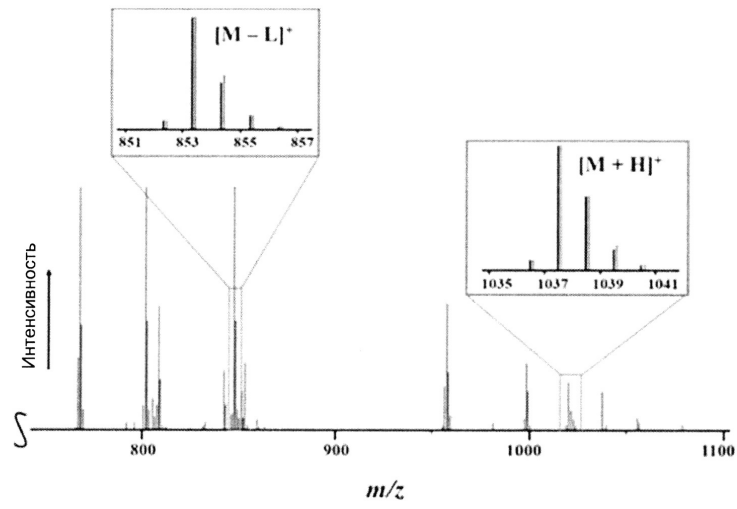 [M – L]⁺
851 853 855 857
[M + H]⁺
1035 1037 1039 1041
Интенсивность
800 900 1000 1100
m/z